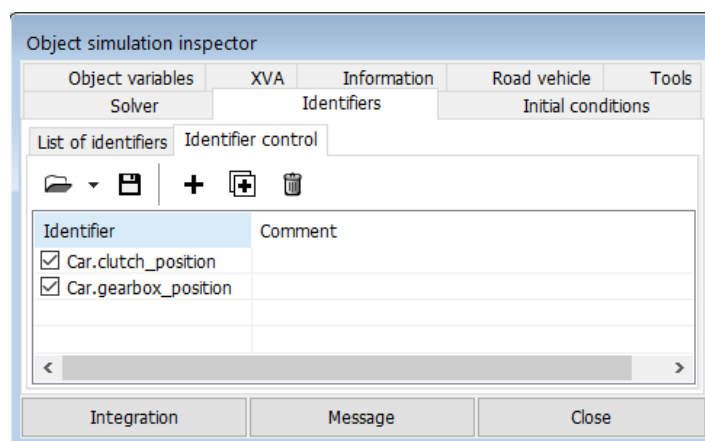 Object simulation inspector
Object variables XVA Information Road vehicle Tools
Solver Identifiers Initial conditions
List of identifiers Identifier control
Identifier Comment
Car.clutch_position
Car.gearbox_position
Integration Message Close